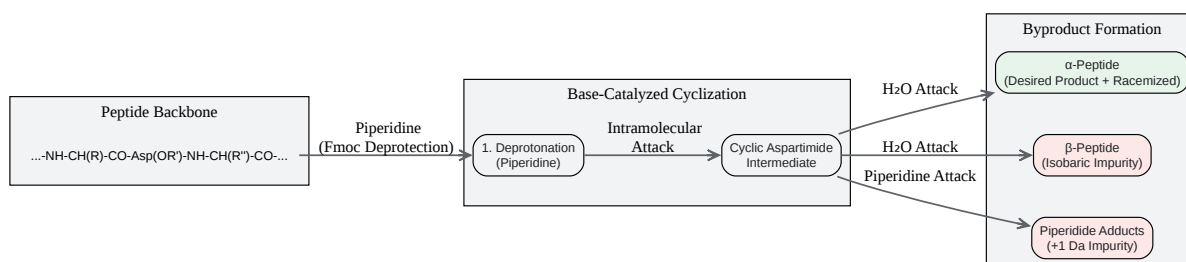 Peptide Backbone
...-NH-CH(R)-CO-Asp(OR')-NH-CH(R'')-CO-...
Piperidine
(Fmoc Deprotection)
Base-Catalyzed Cyclization
1. Deprotonation
(Piperidine)
Intramolecular
Attack
Cyclic Aspartimide
Intermediate
H₂O Attack
H₂O Attack
Piperidine Attack
Byproduct Formation
α-Peptide
(Desired Product + Racemized)
β-Peptide
(Isobaric Impurity)
Piperidide Adducts
(+1 Da Impurity)